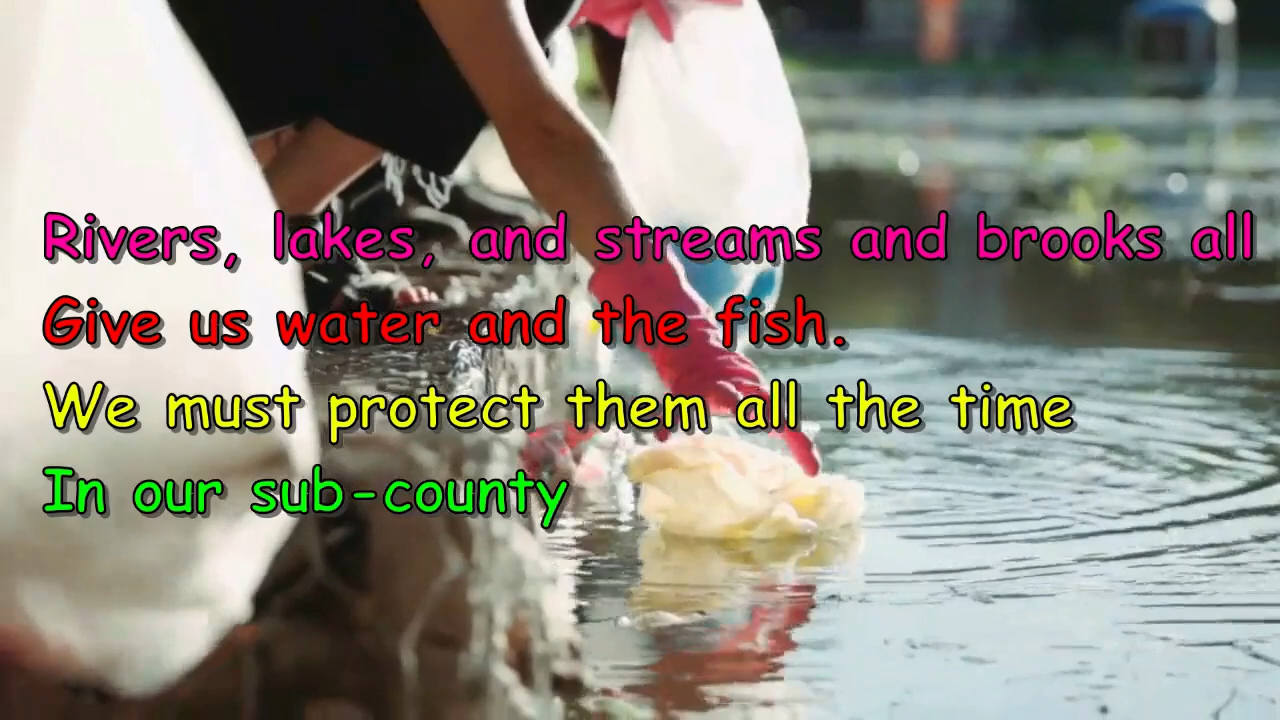 Rivers, lakes, and streams and brooks all
Give us water and the fish.
We must protect them all the time
In our sub-county